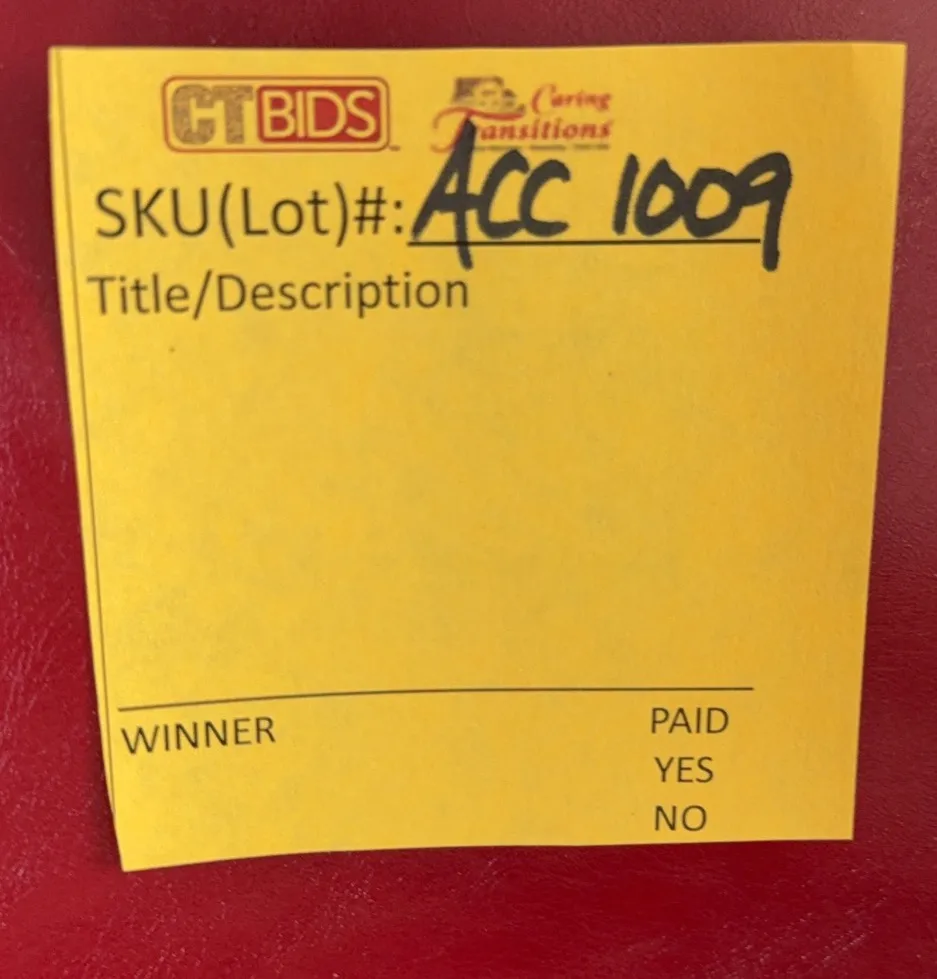 CTBIDS
Caring
Transitions
SKU(Lot)#: ACC 1009
Title/Description
WINNER
PAID
YES
NO